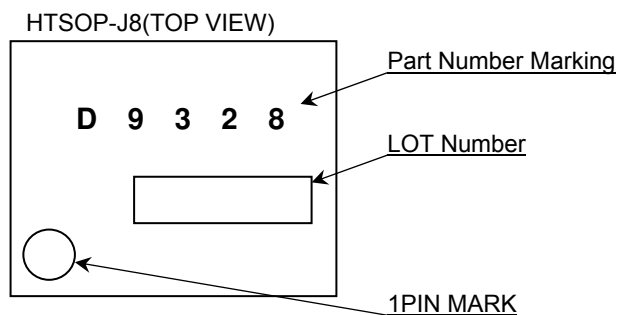 HTSOP-J8(TOP VIEW)
Part Number Marking
D 9 3 2 8
LOT Number
1PIN MARK